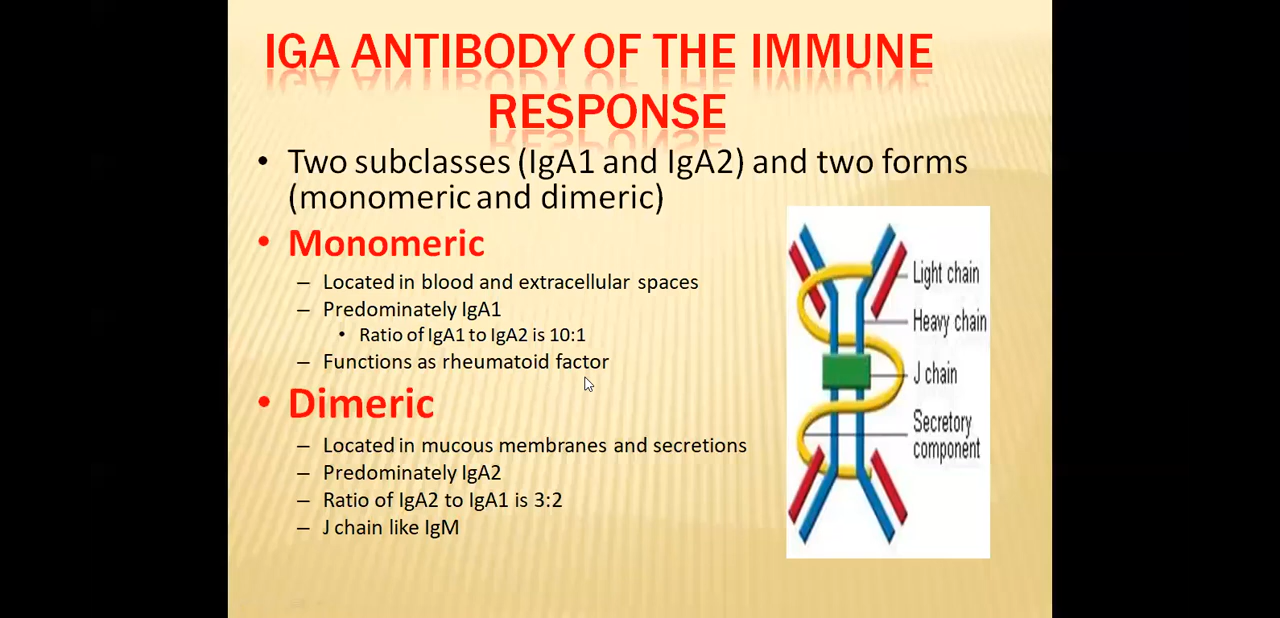 IGA ANTIBODY OF THE IMMUNE
RESPONSE
• Two subclasses (IgA1 and IgA2) and two forms
(monomeric and dimeric)
• Monomeric
– Located in blood and extracellular spaces
– Predominately IgA1
• Ratio of IgA1 to IgA2 is 10:1
– Functions as rheumatoid factor
• Dimeric
– Located in mucous membranes and secretions
– Predominately IgA2
– Ratio of IgA2 to IgA1 is 3:2
– J chain like IgM
Light chain
Heavy chain
J chain
Secretory
component